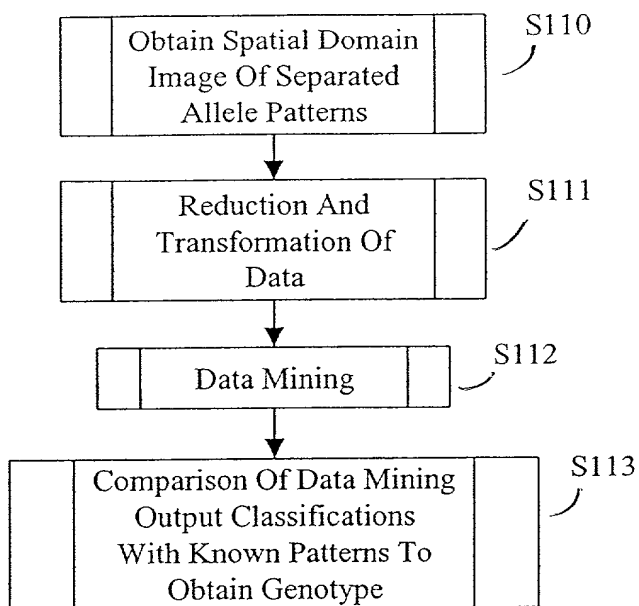 Obtain Spatial Domain
Image Of Separated
Allele Patterns
S110
Reduction And
Transformation Of
Data
S111
Data Mining
S112
Comparison Of Data Mining
Output Classifications
With Known Patterns To
Obtain Genotype
S113